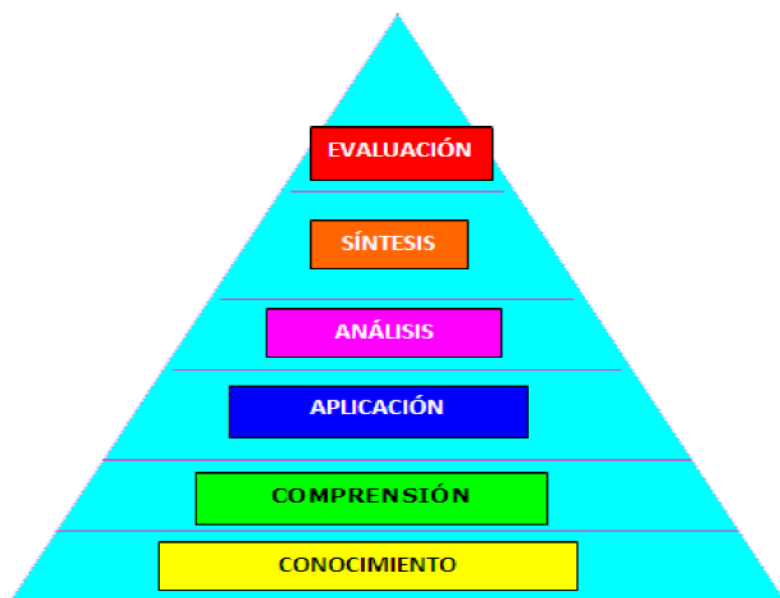 EVALUACIÓN
SÍNTESIS
ANÁLISIS
APLICACIÓN
COMPRENSIÓN
CONOCIMIENTO